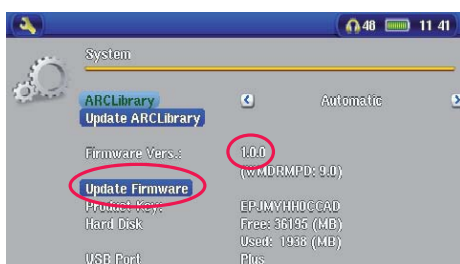 48 11 41
System
ARCLibrary Automatic
Update ARCLibrary
Firmware Vers.: 1.0.0
(WMDRMPD: 9.0)
Update Firmware
Product Key: EPJMYHH0CCAD
Hard Disk Free: 36195 (MB)
Used: 1938 (MB)
USB Port Plus